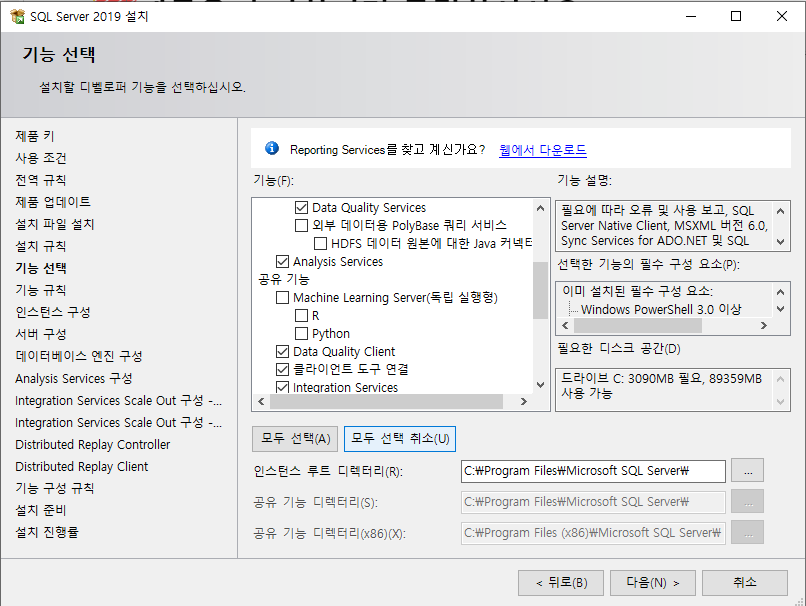 SQL Server 2019 설치
기능 선택
설치할 디벨로퍼 기능을 선택하십시오.
제품 키
사용 조건
전역 규칙
제품 업데이트
설치 파일 설치
설치 규칙
기능 선택
기능 규칙
인스턴스 구성
서버 구성
데이터베이스 엔진 구성
Analysis Services 구성
Integration Services Scale Out 구성 -...
Integration Services Scale Out 구성 -...
Distributed Replay Controller
Distributed Replay Client
기능 구성 규칙
설치 준비
설치 진행률
Reporting Services를 찾고 계신가요? 웹에서 다운로드
기능(F):
Data Quality Services
외부 데이터용 PolyBase 쿼리 서비스
HDFS 데이터 원본에 대한 Java 커넥터
Analysis Services
공유 기능
Machine Learning Server(독립 실행형)
R
Python
Data Quality Client
클라이언트 도구 연결
Integration Services
기능 설명:
필요에 따라 오류 및 사용 보고, SQL
Server Native Client, MSXML 버전 6.0,
Sync Services for ADO.NET 및 SQL
선택한 기능의 필수 구성 요소(P):
이미 설치된 필수 구성 요소:
Windows PowerShell 3.0 이상
필요한 디스크 공간(D)
드라이브 C: 3090MB 필요, 89359MB
사용 가능
모두 선택(A) 모두 선택 취소(U)
인스턴스 루트 디렉터리(R): C:₩Program Files₩Microsoft SQL Server₩ ...
공유 기능 디렉터리(S): C:₩Program Files₩Microsoft SQL Server₩ ...
공유 기능 디렉터리(x86)(X): C:₩Program Files (x86)₩Microsoft SQL Server₩ ...
< 뒤로(B) 다음(N) > 취소